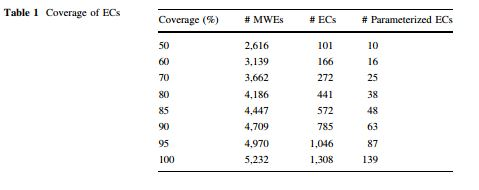 Table 1 Coverage of ECs
Coverage (%) # MWEs # ECs # Parameterized ECs
50 2,616 101 10
60 3,139 166 16
70 3,662 272 25
80 4,186 441 38
85 4,447 572 48
90 4,709 785 63
95 4,970 1,046 87
100 5,232 1,308 139